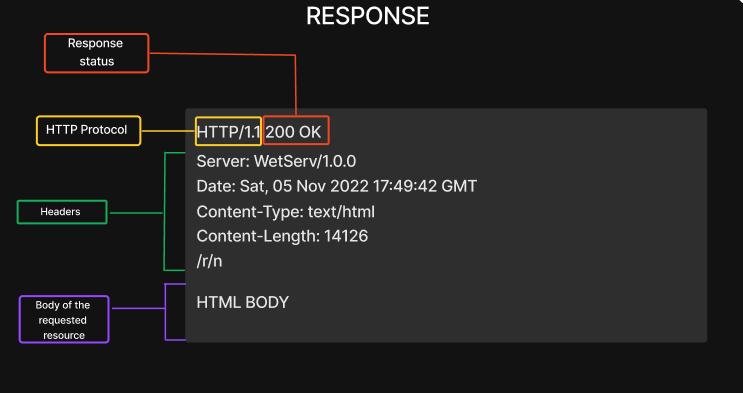 RESPONSE
Response
status
HTTP Protocol
HTTP/1.1 200 OK
Server: WetServ/1.0.0
Date: Sat, 05 Nov 2022 17:49:42 GMT
Headers
Content-Type: text/html
Content-Length: 14126
/r/n
Body of the
requested
resource
HTML BODY